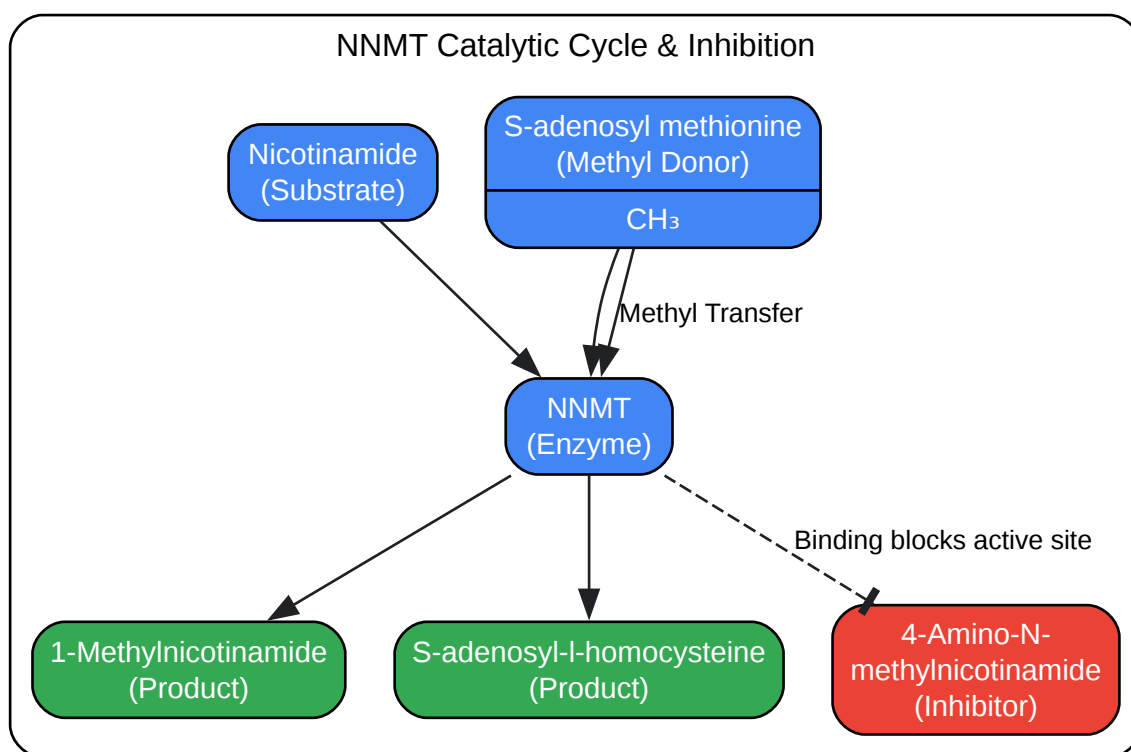 NNMT Catalytic Cycle & Inhibition
Nicotinamide
(Substrate)
S-adenosyl methionine
(Methyl Donor)
CH₃
Methyl Transfer
NNMT
(Enzyme)
Binding blocks active site
1-Methylnicotinamide
(Product)
S-adenosyl-l-homocysteine
(Product)
4-Amino-N-
methylnicotinamide
(Inhibitor)